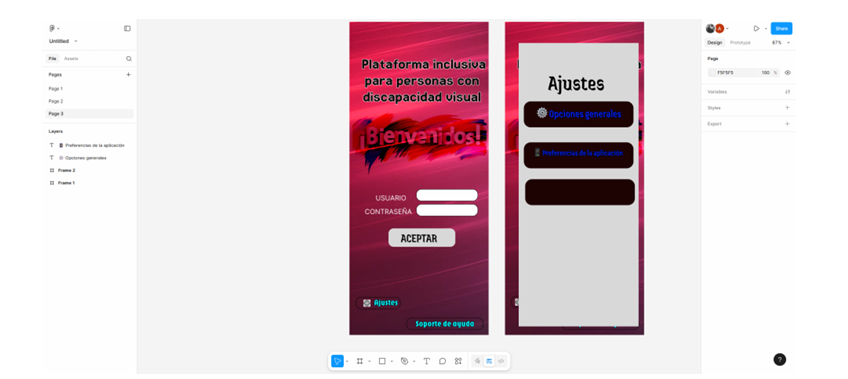 Untitled
File Assets
Pages
Page 1
Page 2
Page 3
Layers
Preferencias de la aplicación
Opciones generales
Frame 2
Frame 1
Plataforma inclusiva
para personas con
discapacidad visual
¡Bienvenidos!
USUARIO
CONTRASEÑA
ACEPTAR
Ajustes
Soporte de ayuda
Ajustes
Opciones generales
Preferencias de la aplicación
A
Share
Design Prototype 67%
Page
F5F5F5 100 %
Variables
Styles
Export
?